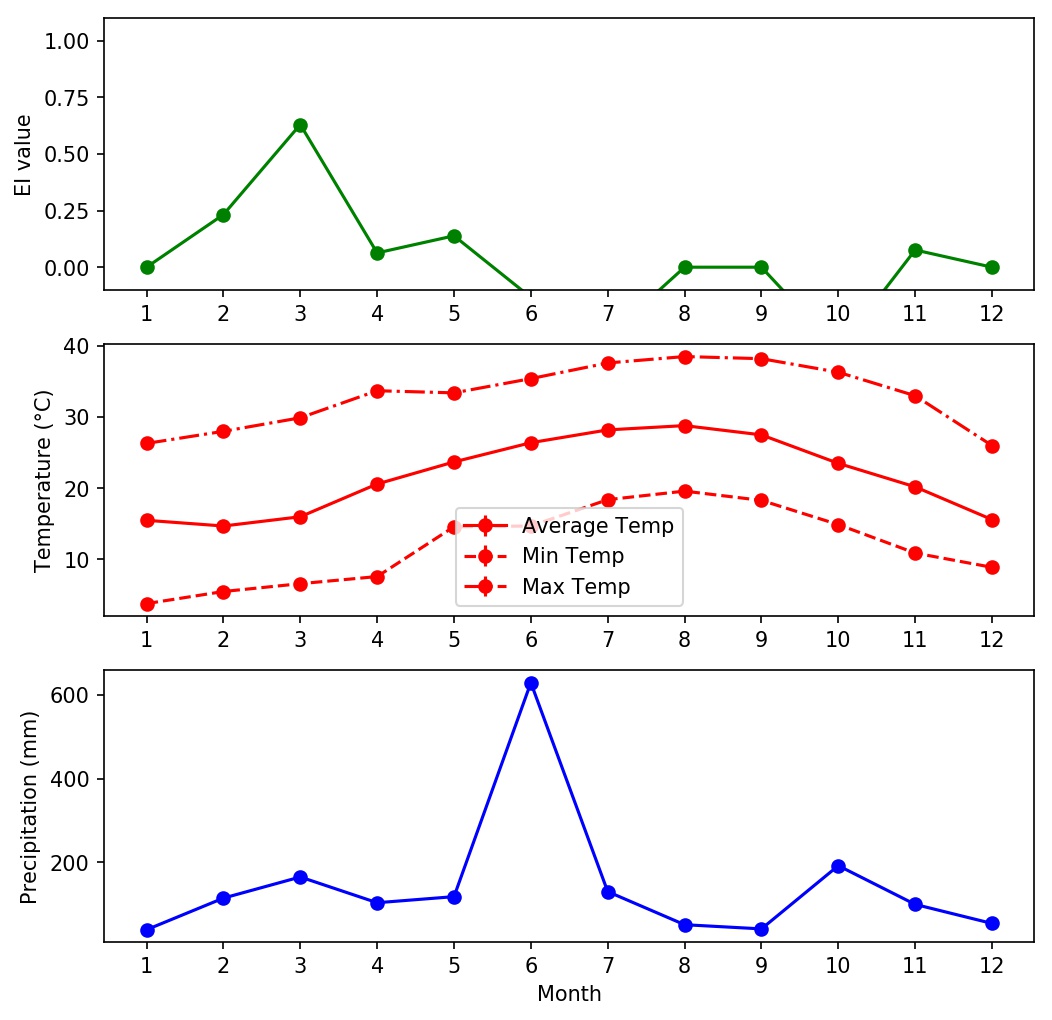 1.00
0.75
0.50
0.25
0.00
EI value
1 2 3 4 5 6 7 8 9 10 11 12
40
30
20
10
Temperature (°C)
Average Temp
Min Temp
Max Temp
1 2 3 4 5 6 7 8 9 10 11 12
600
400
200
Precipitation (mm)
1 2 3 4 5 6 7 8 9 10 11 12
Month